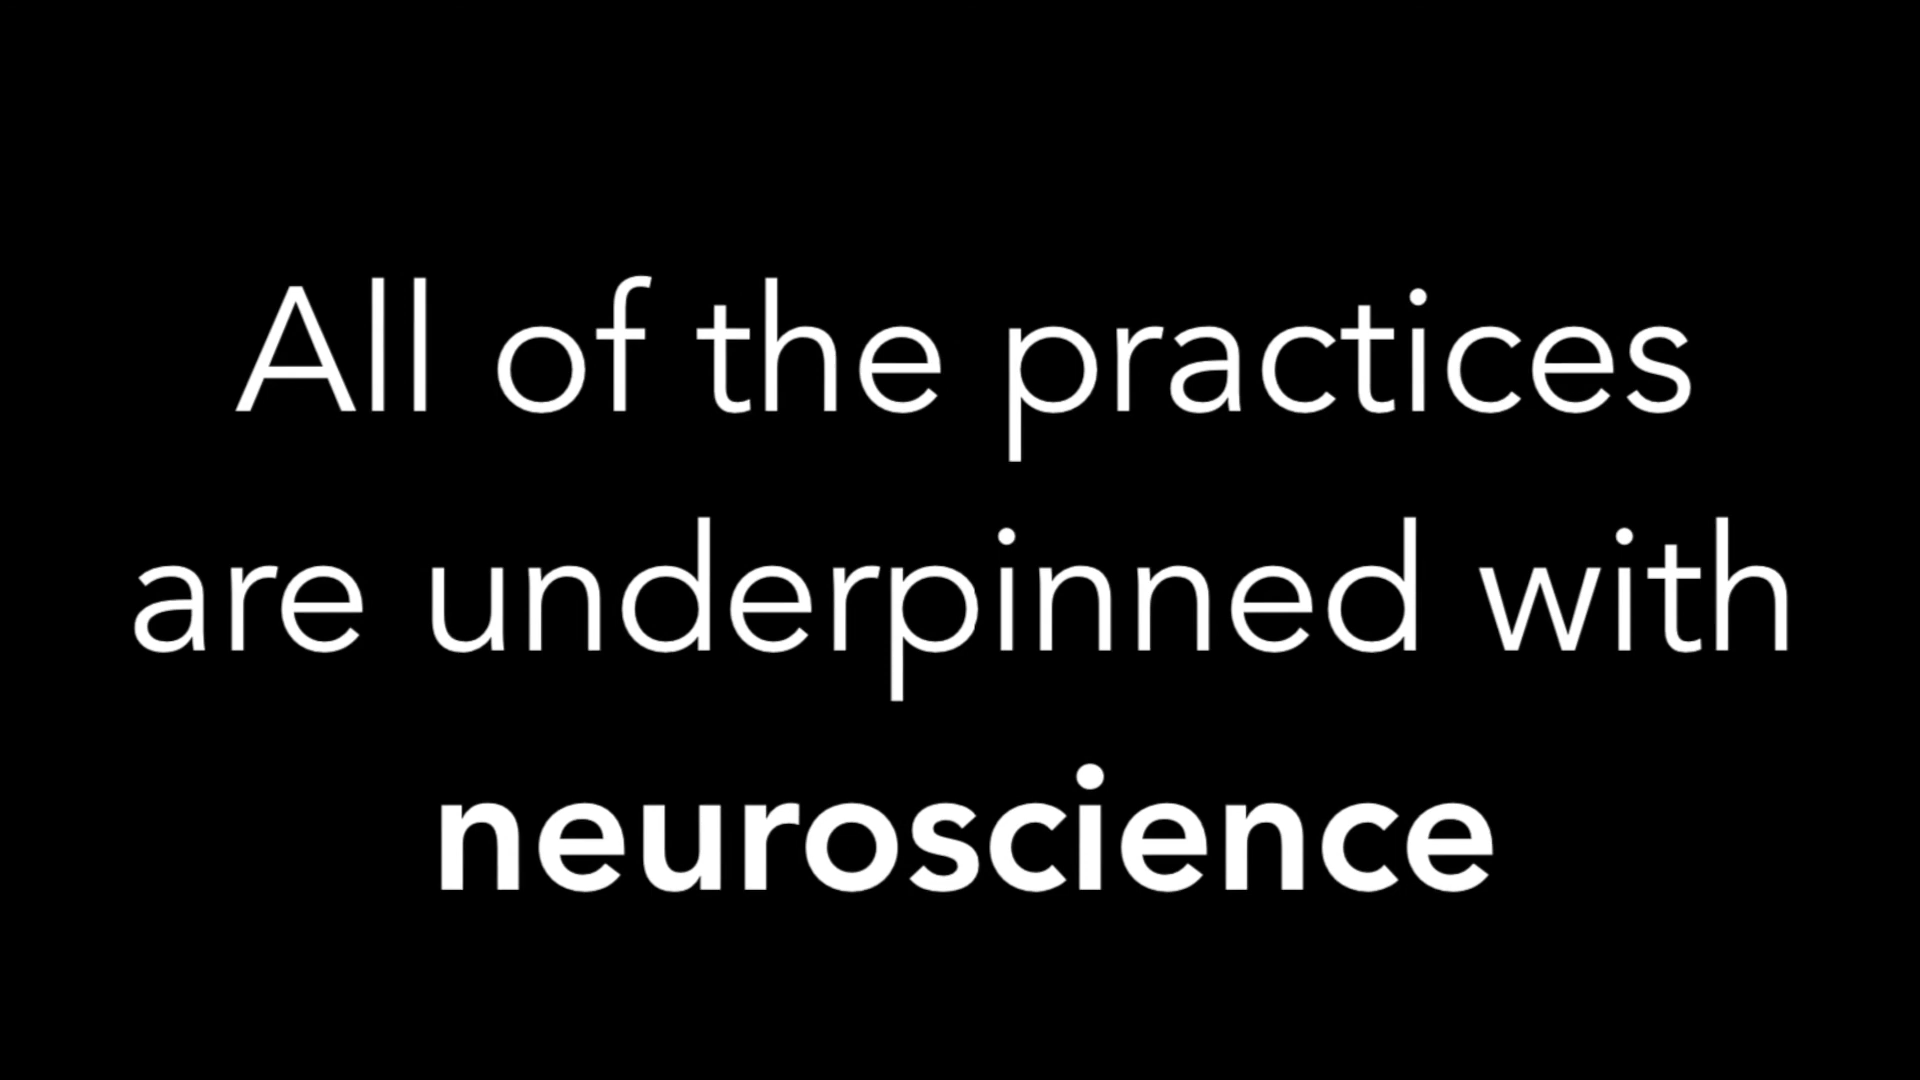 All of the practices
are underpinned with
neuroscience